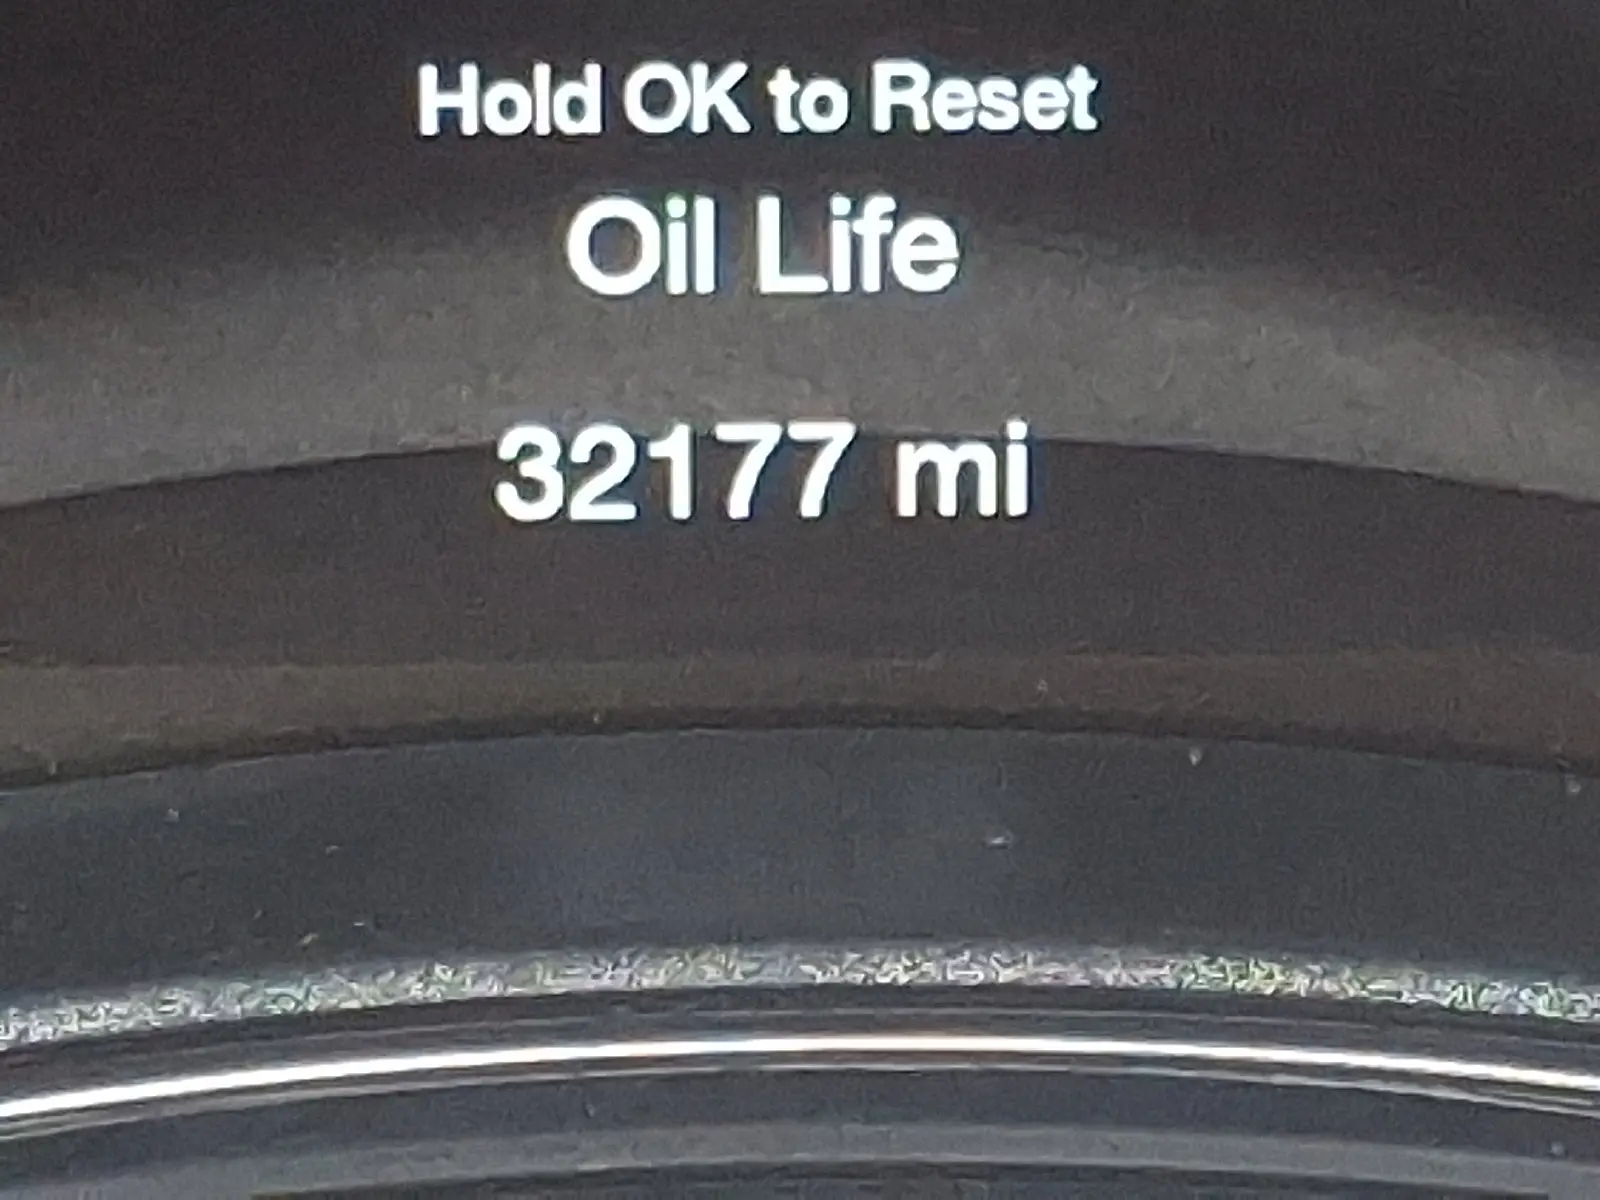 Hold OK to Reset
Oil Life
32177 mi